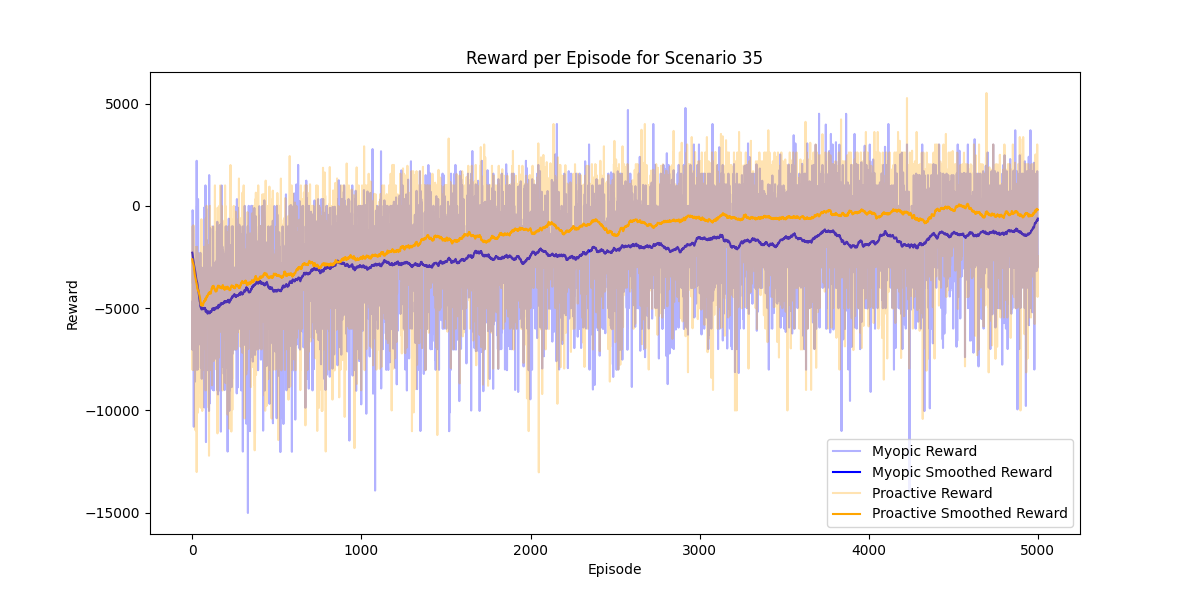 Reward per Episode for Scenario 35
Reward
5000
0
−5000
−10000
−15000
Myopic Reward
Myopic Smoothed Reward
Proactive Reward
Proactive Smoothed Reward
0 1000 2000 3000 4000 5000
Episode